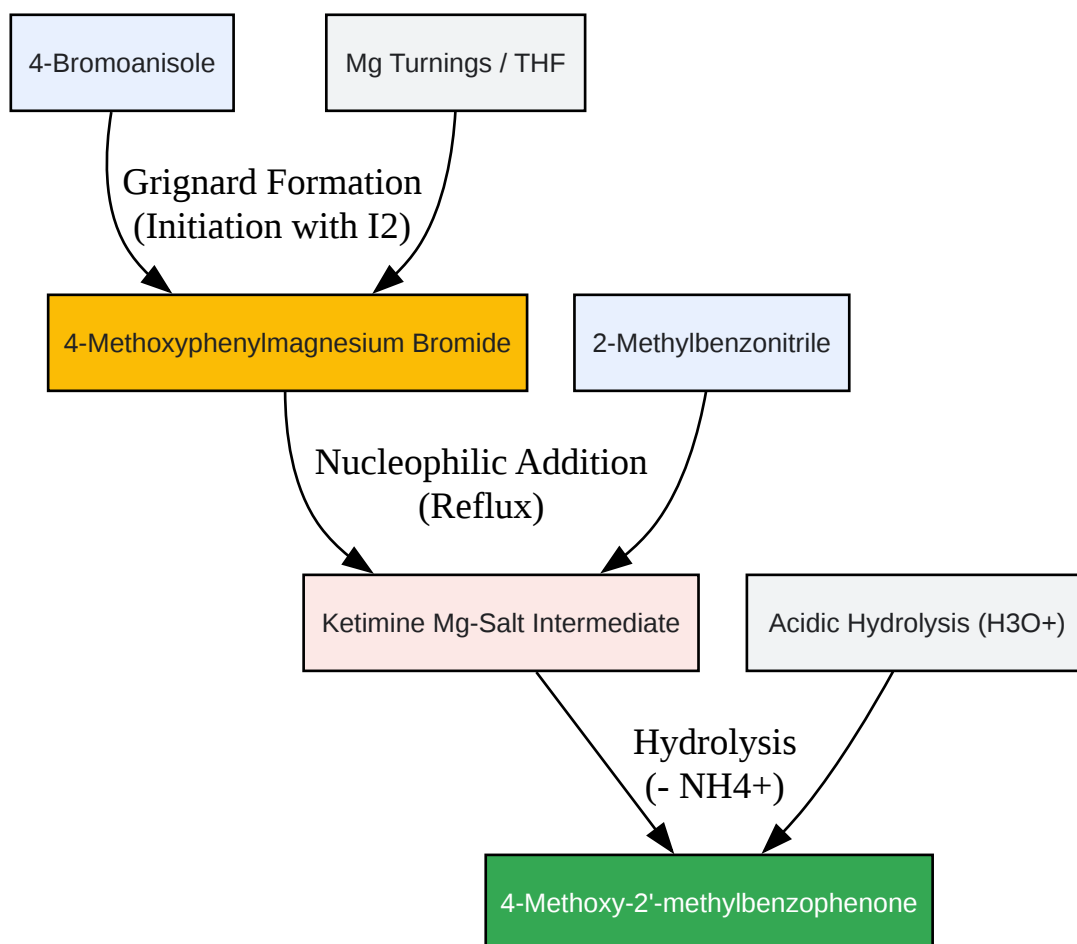 4-Bromoanisole
Mg Turnings / THF
Grignard Formation
(Initiation with I2)
4-Methoxyphenylmagnesium Bromide
2-Methylbenzonitrile
Nucleophilic Addition
(Reflux)
Ketimine Mg-Salt Intermediate
Acidic Hydrolysis (H3O+)
Hydrolysis
(- NH4+)
4-Methoxy-2'-methylbenzophenone